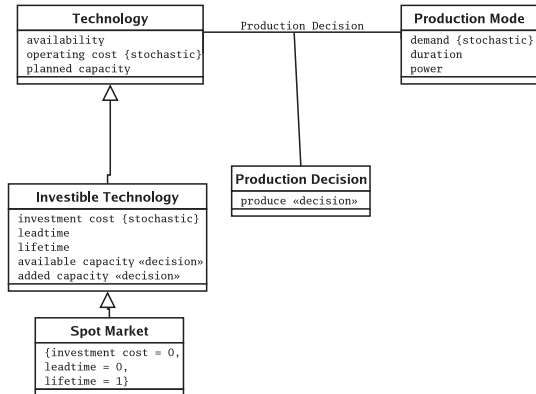 Technology
availability
operating cost {stochastic}
planned capacity
Production Decision
Production Mode
demand {stochastic}
duration
power
Production Decision
produce «decision»
Investible Technology
investment cost {stochastic}
leadtime
lifetime
available capacity «decision»
added capacity «decision»
Spot Market
{investment cost = 0,
leadtime = 0,
lifetime = 1}